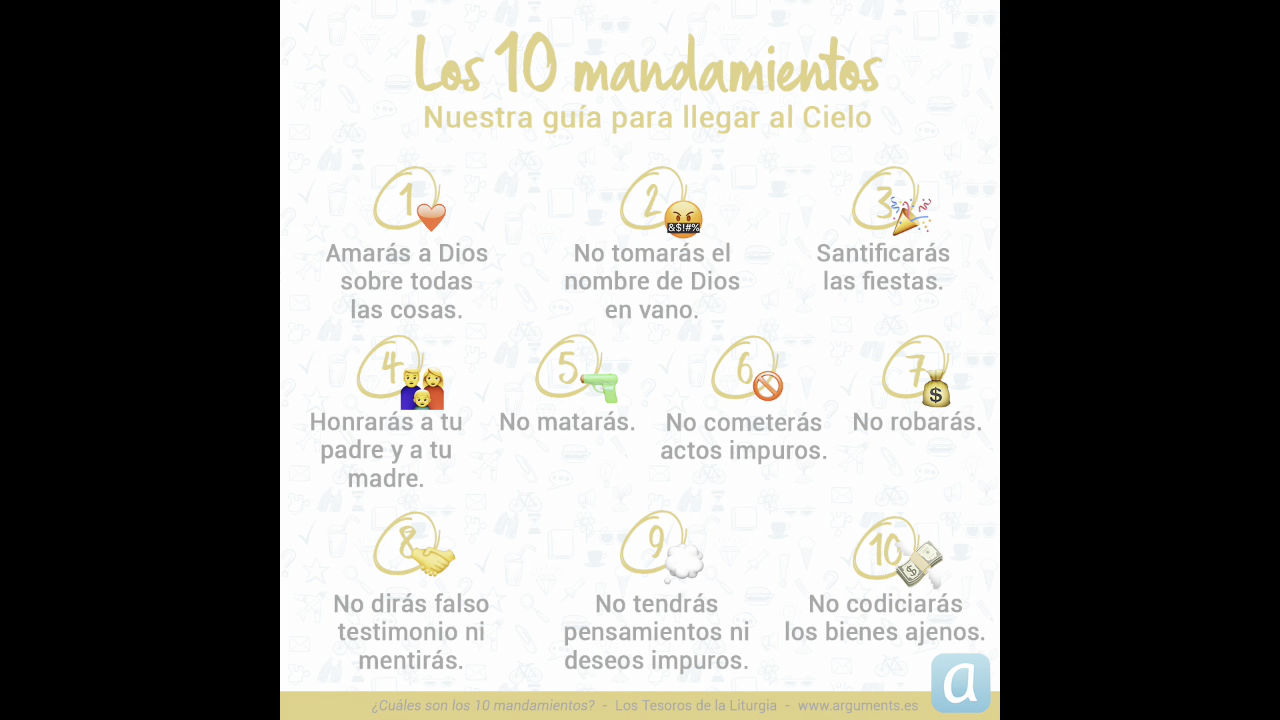 Los 10 mandamientos
Nuestra guía para llegar al Cielo
1
Amarás a Dios
sobre todas
las cosas.
2
&$!#%
No tomarás el
nombre de Dios
en vano.
3
Santificarás
las fiestas.
4
Honrarás a tu
padre y a tu
madre.
5
No matarás.
6
No cometerás
actos impuros.
7
$
No robarás.
8
No dirás falso
testimonio ni
mentirás.
9
No tendrás
pensamientos ni
deseos impuros.
10
No codiciarás
los bienes ajenos.
a
¿Cuáles son los 10 mandamientos? - Los Tesoros de la Liturgia - www.arguments.es